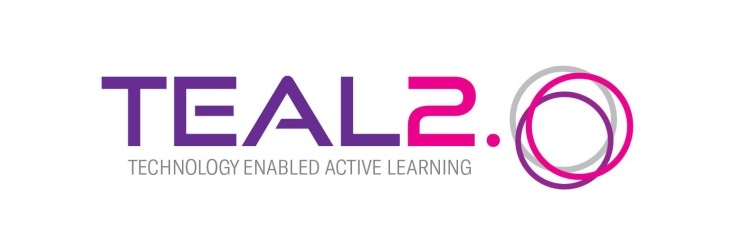 TEAL2.0
TECHNOLOGY ENABLED ACTIVE LEARNING